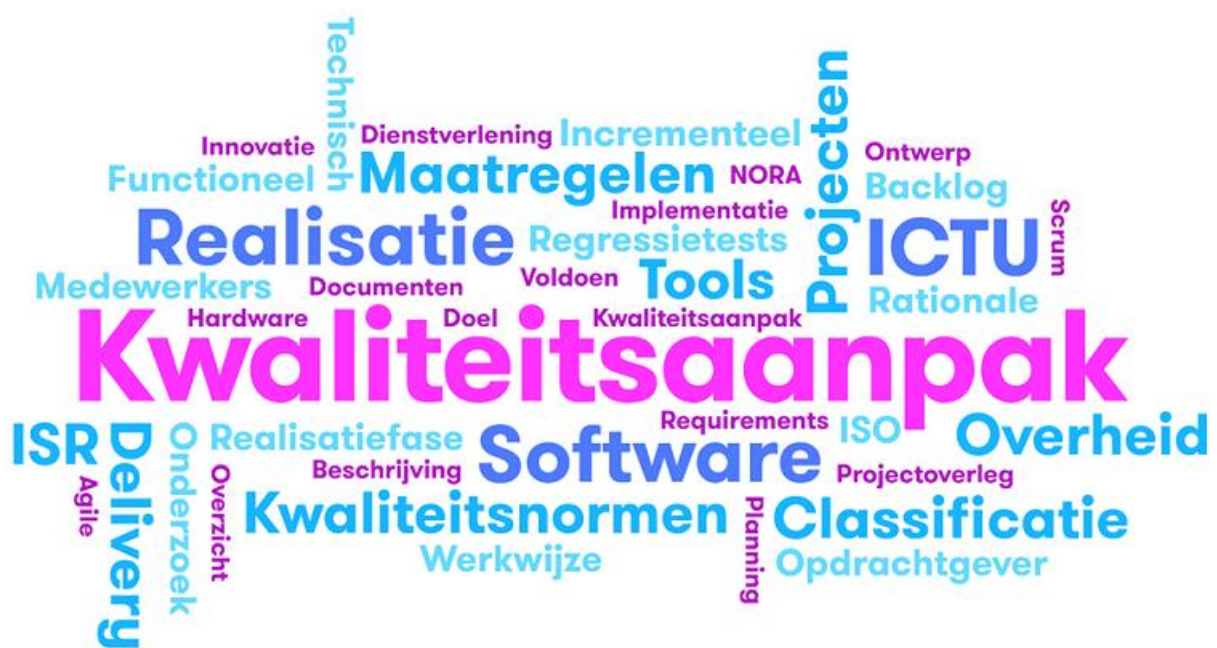 Technisch
Innovatie
Dienstverlening
Incrementeel
Projecten
Ontwerp
Functioneel
Maatregelen
NORA
Backlog
Implementatie
Scrum
Realisatie
Regressietests
ICTU
Medewerkers
Documenten
Voldoen
Tools
Rationale
Hardware
Doel
Kwaliteitsaanpak
Kwaliteitsaanpak
Requirements
ISO
Overheid
ISR
Delivery
Onderzoek
Realisatiefase
Software
Beschrijving
Projectoverleg
Agile
Overzicht
Kwaliteitsnormen
Planning
Classificatie
Werkwijze
Opdrachtgever